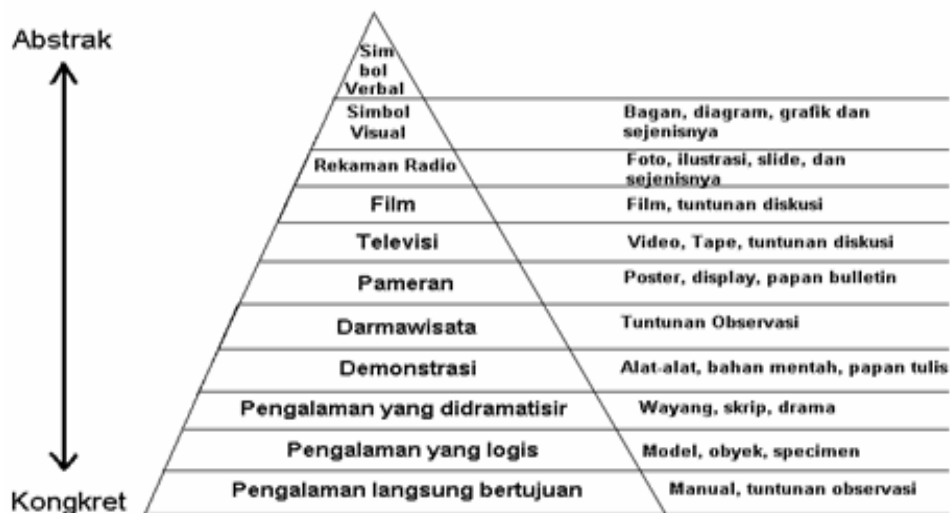 Abstrak
Sim
bol
Verbal
Simbol
Visual
Bagan, diagram, grafik dan
sejenisnya
Rekaman Radio
Foto, ilustrasi, slide, dan
sejenisnya
Film
Film, tuntunan diskusi
Televisi
Video, Tape, tuntunan diskusi
Pameran
Poster, display, papan bulletin
Darmawisata
Tuntunan Observasi
Demonstrasi
Alat-alat, bahan mentah, papan tulis
Pengalaman yang didramatisir
Wayang, skrip, drama
Pengalaman yang logis
Model, obyek, specimen
Pengalaman langsung bertujuan
Manual, tuntunan observasi
Kongkret